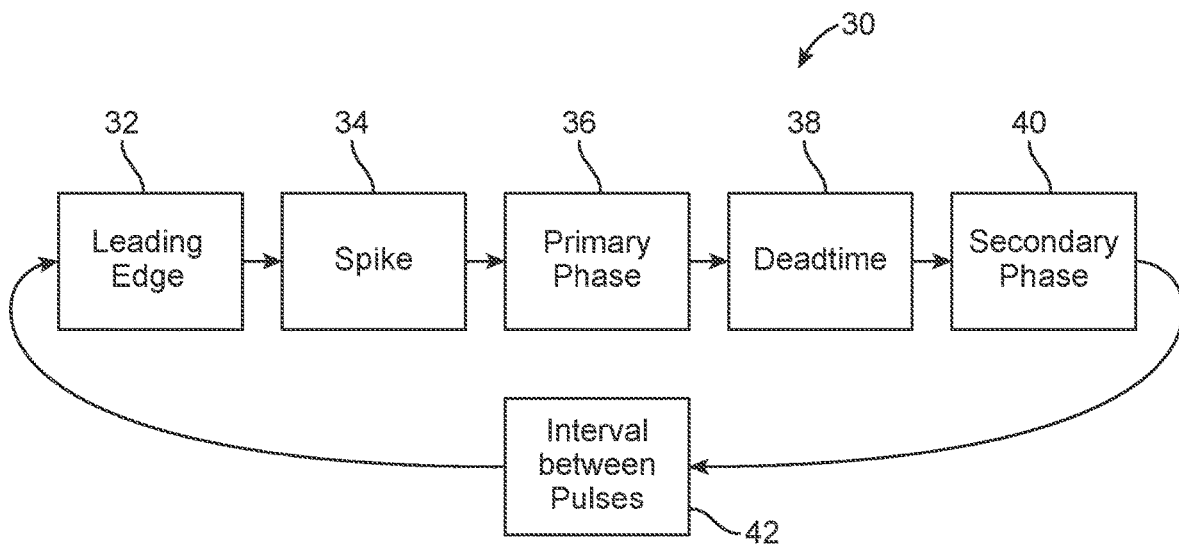 30
32
34
36
38
40
Leading
Edge
Spike
Primary
Phase
Deadtime
Secondary
Phase
Interval
between
Pulses
42